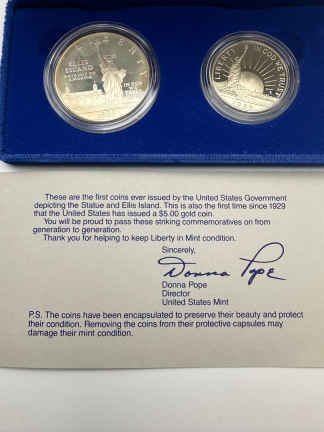 LIBERTY
ELLIS
ISLAND
IN GOD
LIBERTY IN GOD WE TRUST
These are the first coins ever issued by the United States Government
depicting the Statue and Ellis Island. This is also the first time since 1929
that the United States has issued a $5.00 gold coin.
You will be proud to pass these striking commemoratives on from
generation to generation.
Thank you for helping to keep Liberty in Mint condition.
Sincerely,
Donna Pope
Donna Pope
Director
United States Mint
P.S. The coins have been encapsulated to preserve their beauty and protect
their condition. Removing the coins from their protective capsules may
damage their mint condition.